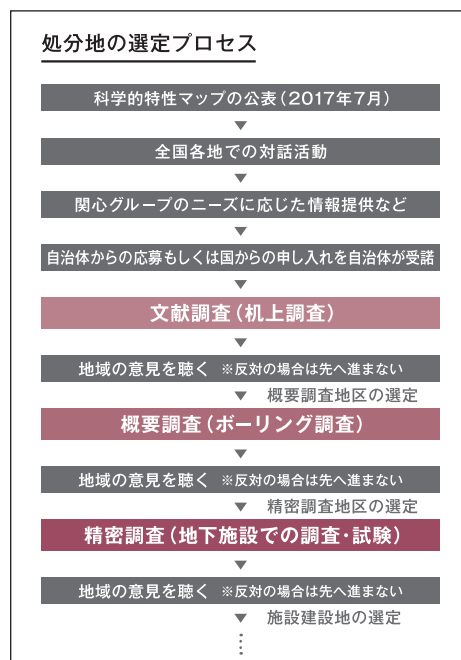 処分地の選定プロセス
科学的特性マップの公表（2017年7月）
全国各地での対話活動
関心グループのニーズに応じた情報提供など
自治体からの応募もしくは国からの申し入れを自治体が受諾
文献調査（机上調査）
地域の意見を聴く ※反対の場合は先へ進まない
概要調査地区の選定
概要調査（ボーリング調査）
地域の意見を聴く ※反対の場合は先へ進まない
精密調査地区の選定
精密調査（地下施設での調査・試験）
地域の意見を聴く ※反対の場合は先へ進まない
施設建設地の選定